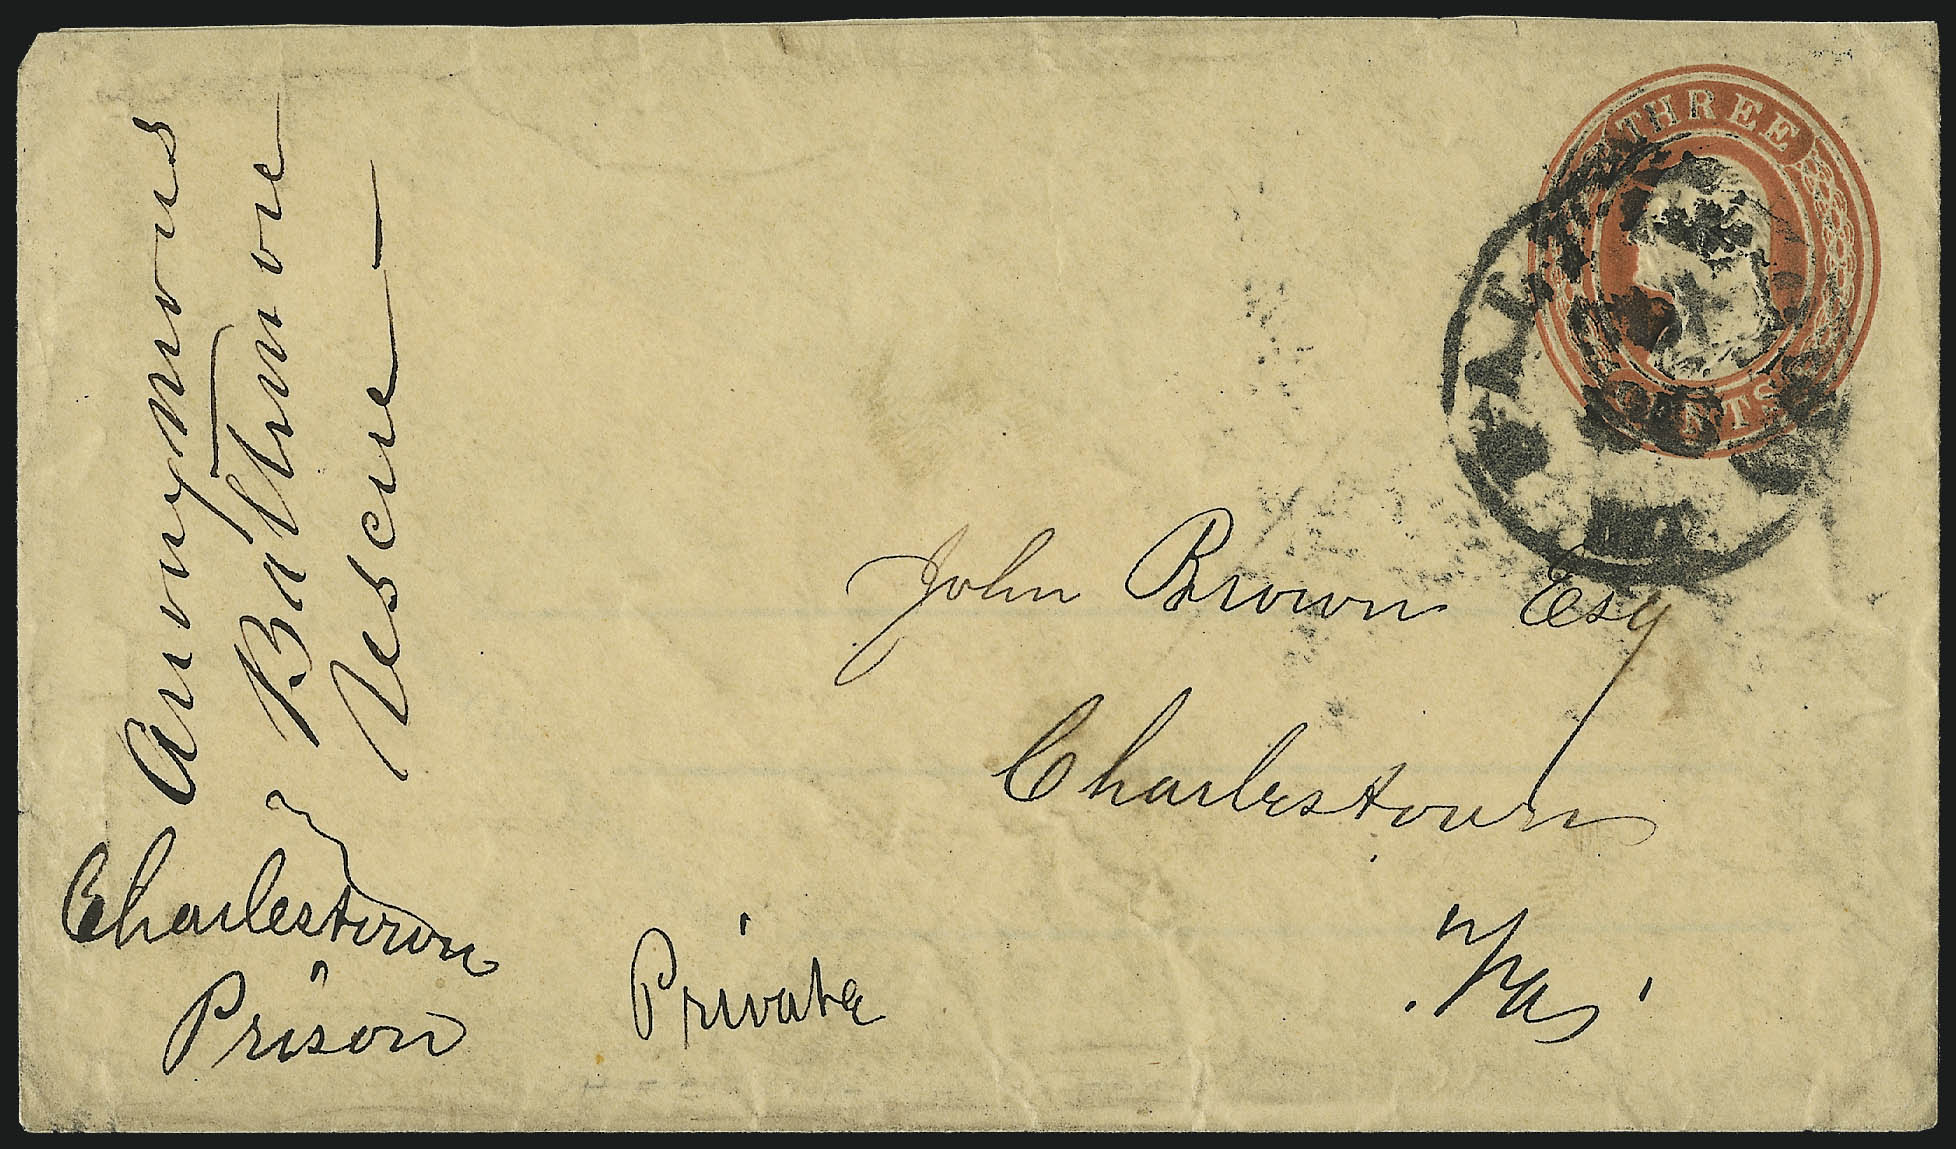 THREE
CENTS
Anonymous
Baltimore
Rescue
John Brown Esq
Charlestown
Va
Charlestown
Prison
Private